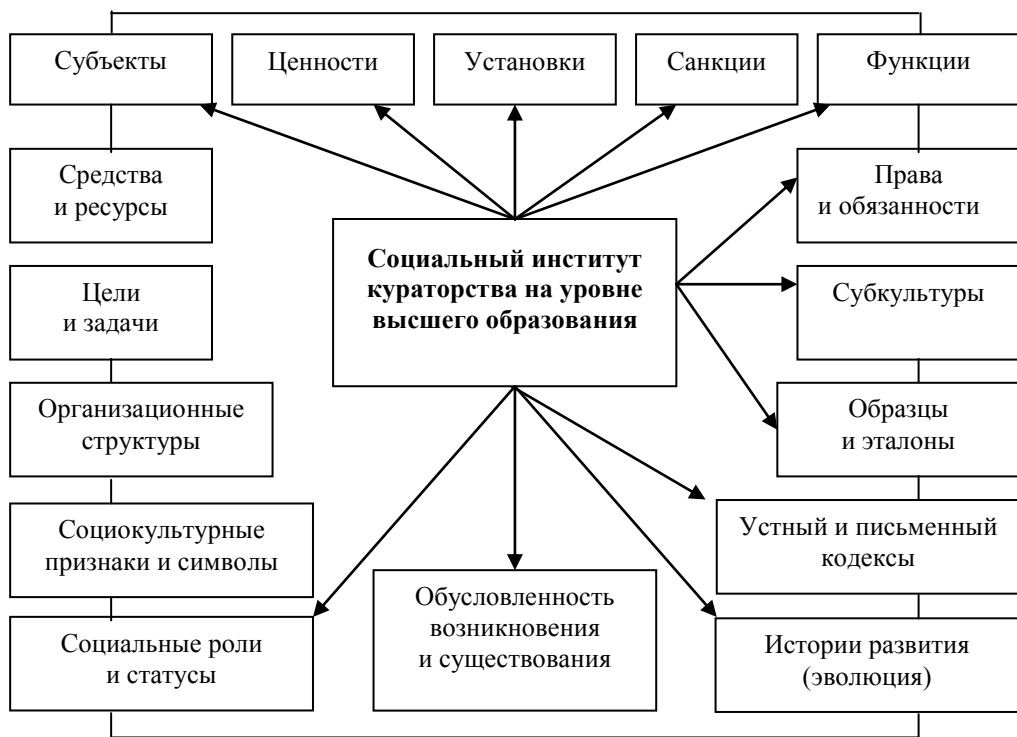 Субъекты
Ценности
Установки
Санкции
Функции
Средства
и ресурсы
Права
и обязанности
Социальный институт
кураторства на уровне
высшего образования
Цели
и задачи
Субкультуры
Организационные
структуры
Образцы
и эталоны
Социокультурные
признаки и символы
Устный и письменный
кодексы
Обусловленность
возникновения
и существования
Социальные роли
и статусы
Истории развития
(эволюция)